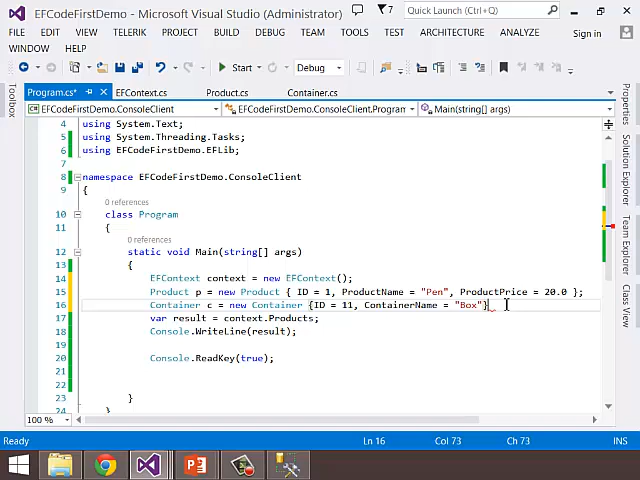 EFCodeFirstDemo - Microsoft Visual Studio (Administrator)
7
Quick Launch (Ctrl+Q)
FILE EDIT VIEW TELERIK PROJECT BUILD DEBUG TEAM TOOLS TEST ARCHITECTURE ANALYZE Sign in
WINDOW HELP
Start Debug
Program.cs* EFContext.cs Product.cs Container.cs
EFCodeFirstDemo.ConsoleClient EFCodeFirstDemo.ConsoleClient.Program Main(string[] args)
4 using System.Text;
5 using System.Threading.Tasks;
6 using EFCodeFirstDemo.EFLib;
7
8 namespace EFCodeFirstDemo.ConsoleClient
9 {
0 references
10 class Program
11 {
0 references
12 static void Main(string[] args)
13 {
14 EFContext context = new EFContext();
15 Product p = new Product { ID = 1, ProductName = "Pen", ProductPrice = 20.0 };
16 Container c = new Container {ID = 11, ContainerName = "Box"}
17 var result = context.Products;
18 Console.WriteLine(result);
19
20 Console.ReadKey(true);
21
22
23 }
24 }
100 %
Ready Ln 16 Col 73 Ch 73 INS
Toolbox
Properties
Solution Explorer
Team Explorer
Class View